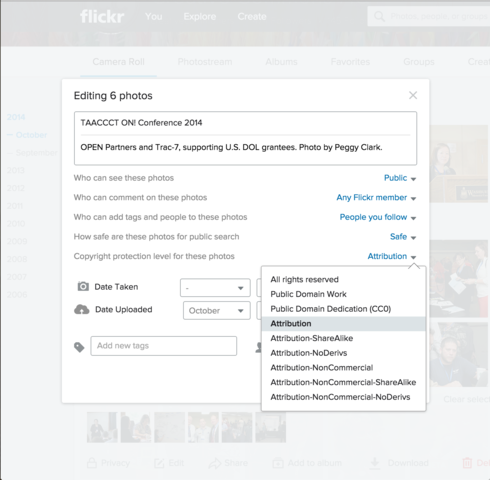 flickr You Explore Create Photos, people, or groups
Camera Roll Photostream Albums Favorites Groups Creat
2014
October
September
2013
2012
2011
2010
2009
2008
2007
2006
Editing 6 photos
TAACCCT ON! Conference 2014
OPEN Partners and Trac-7, supporting U.S. DOL grantees. Photo by Peggy Clark.
Who can see these photos Public
Who can comment on these photos Any Flickr member
Who can add tags and people to these photos People you follow
How safe are these photos for public search Safe
Copyright protection level for these photos Attribution
Date Taken -
Date Uploaded October
Add new tags
All rights reserved
Public Domain Work
Public Domain Dedication (CC0)
Attribution
Attribution-ShareAlike
Attribution-NoDerivs
Attribution-NonCommercial
Attribution-NonCommercial-ShareAlike
Attribution-NonCommercial-NoDerivs
Privacy Edit Share Add to album Download Del